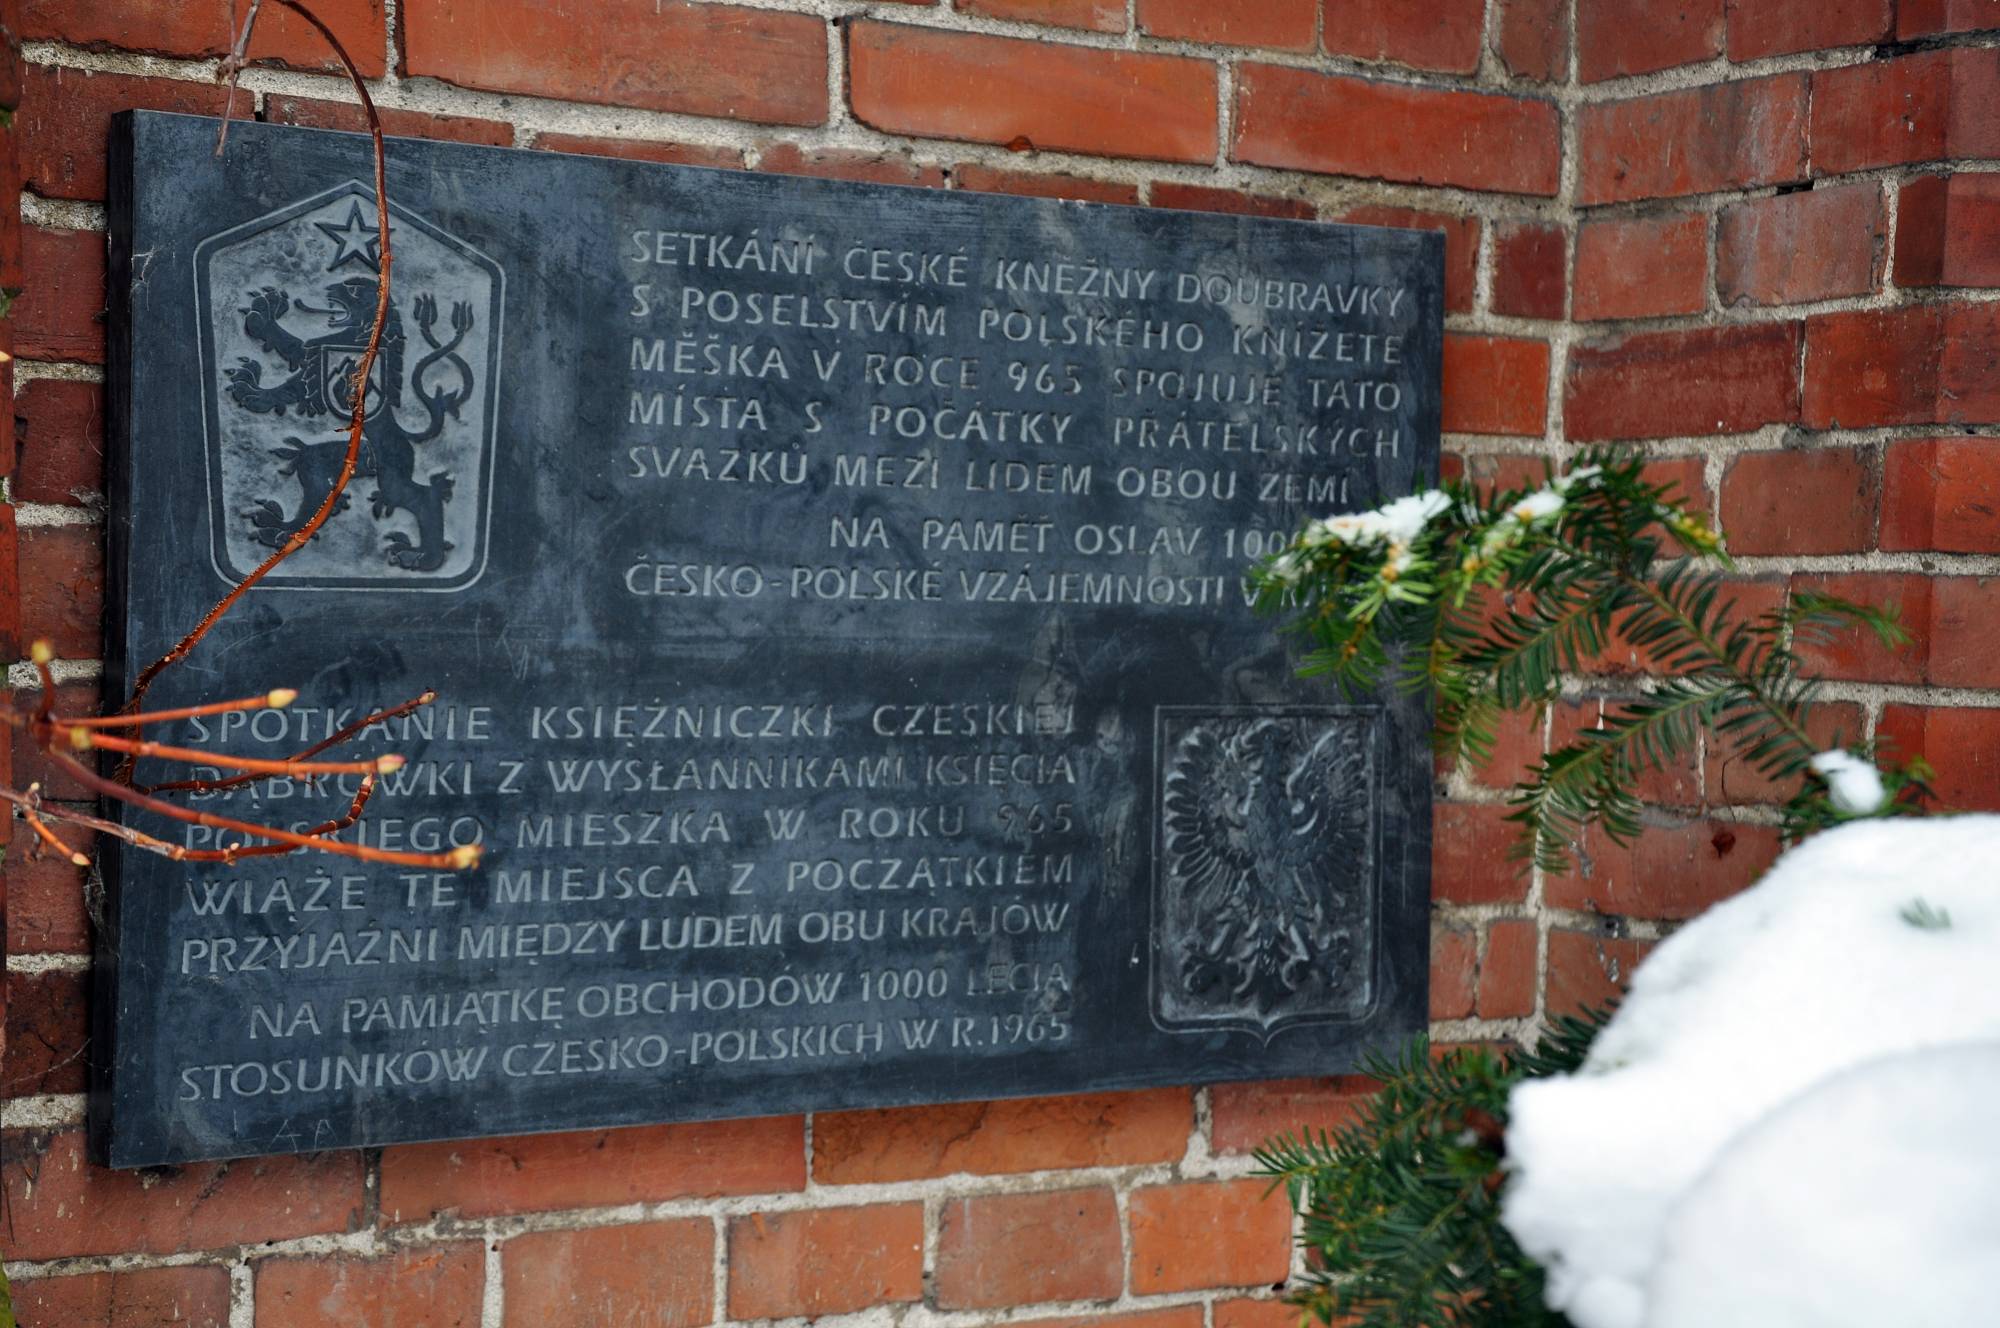 SETKÁNÍ ČESKÉ KNĚŽNY DOUBRAVKY
S POSELSTVÍM POLSKÉHO KNÍŽETE
MĚŠKA V ROCE 965 SPOJUJE TATO
MÍSTA S POČÁTKY PŘÁTELSKÝCH
SVAZKŮ MEZI LIDEM OBOU ZEMÍ
NA PAMĚŤ OSLAV
ČESKO-POLSKÉ VZÁJEMNOSTI V
SPOTKANIE KSIĘŻNICZKI CZESKIEJ
DĄBRÓWKI Z WYSŁANNIKAMI KSIĘCIA
POLSKIEGO MIESZKA W ROKU 965
WIĄŻE TE MIEJSCA Z POCZĄTKIEM
PRZYJAŹNI MIĘDZY LUDEM OBU KRAJÓW
NA PAMIĄTKĘ OBCHODÓW 1000 LECIA
STOSUNKÓW CZESKO-POLSKICH W R.1965